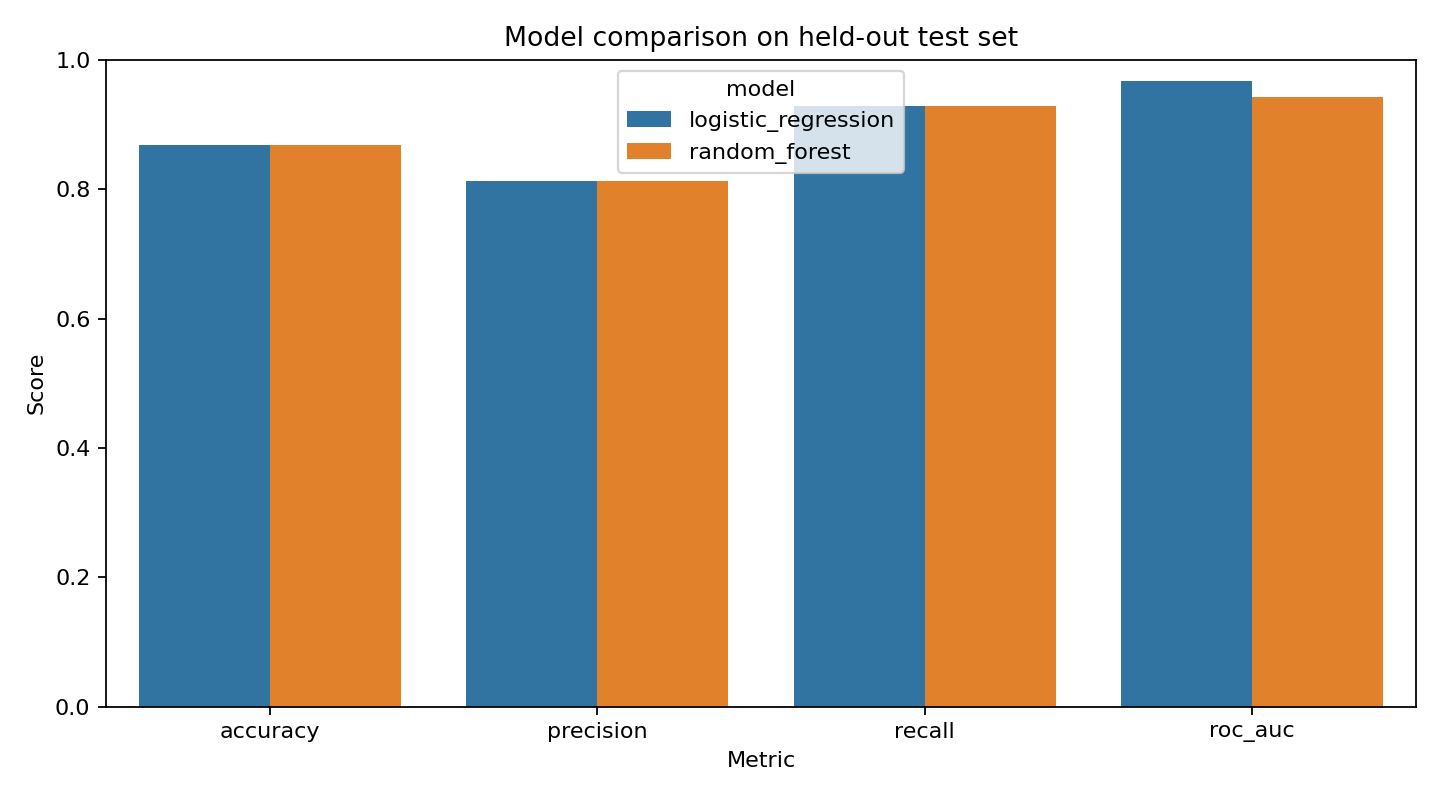 Model comparison on held-out test set
1.0
0.8
0.6
0.4
0.2
0.0
Score
model
logistic_regression
random_forest
accuracy precision recall roc_auc
Metric